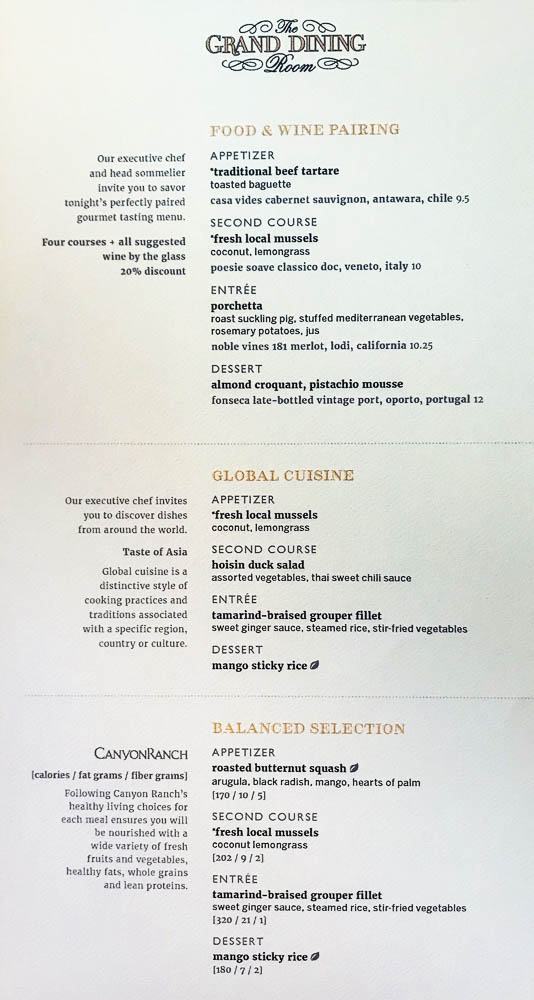 The
GRAND DINING
Room
FOOD & WINE PAIRING
Our executive chef
and head sommelier
invite you to savor
tonight's perfectly paired
gourmet tasting menu.
Four courses + all suggested
wine by the glass
20% discount
APPETIZER
*traditional beef tartare
toasted baguette
casa vides cabernet sauvignon, antawara, chile 9.5
SECOND COURSE
*fresh local mussels
coconut, lemongrass
poesie soave classico doc, veneto, italy 10
ENTRÉE
porchetta
roast suckling pig, stuffed mediterranean vegetables,
rosemary potatoes, jus
noble vines 181 merlot, lodi, california 10.25
DESSERT
almond croquant, pistachio mousse
fonseca late-bottled vintage port, oporto, portugal 12
GLOBAL CUISINE
Our executive chef invites
you to discover dishes
from around the world.
Taste of Asia
Global cuisine is a
distinctive style of
cooking practices and
traditions associated
with a specific region,
country or culture.
APPETIZER
*fresh local mussels
coconut, lemongrass
SECOND COURSE
hoisin duck salad
assorted vegetables, thai sweet chili sauce
ENTRÉE
tamarind-braised grouper fillet
sweet ginger sauce, steamed rice, stir-fried vegetables
DESSERT
mango sticky rice
BALANCED SELECTION
CANYONRANCH
[calories / fat grams / fiber grams]
Following Canyon Ranch's
healthy living choices for
each meal ensures you will
be nourished with a
wide variety of fresh
fruits and vegetables,
healthy fats, whole grains
and lean proteins.
APPETIZER
roasted butternut squash
arugula, black radish, mango, hearts of palm
[170 / 10 / 5]
SECOND COURSE
*fresh local mussels
coconut lemongrass
[202 / 9 / 2]
ENTRÉE
tamarind-braised grouper fillet
sweet ginger sauce, steamed rice, stir-fried vegetables
[320 / 21 / 1]
DESSERT
mango sticky rice
[180 / 7 / 2]